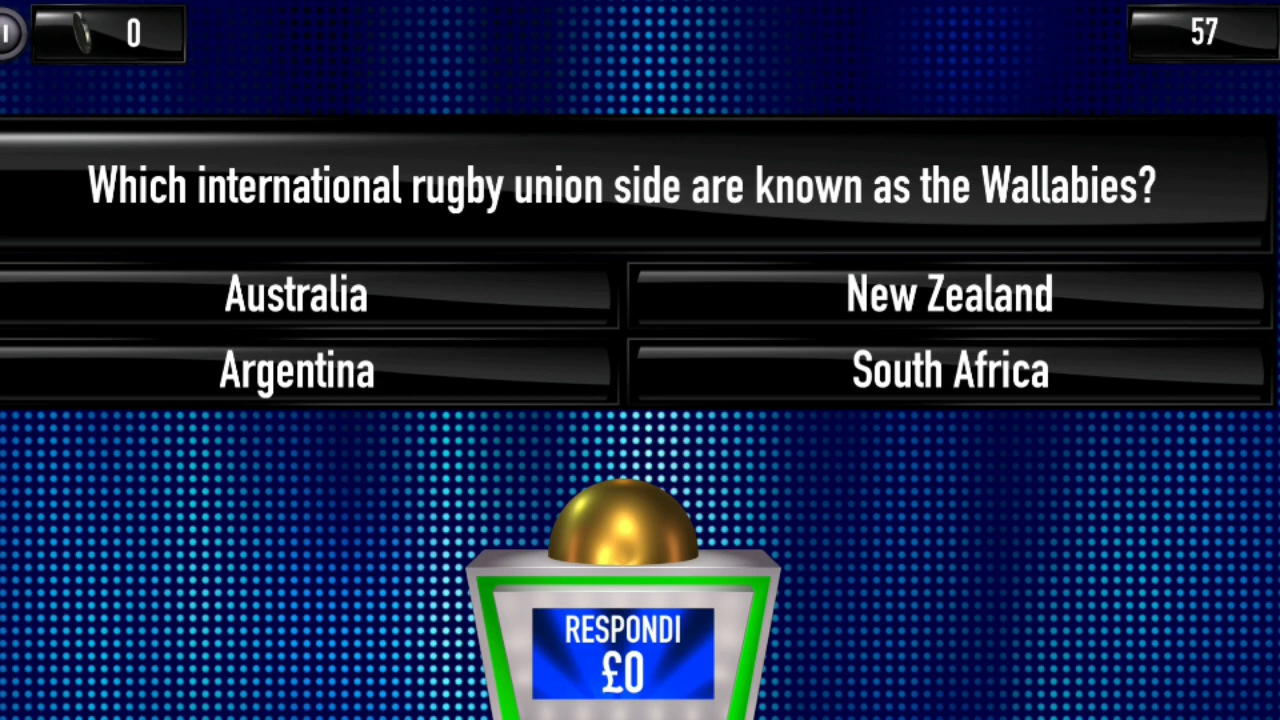 0
57
Which international rugby union side are known as the Wallabies?
Australia
New Zealand
Argentina
South Africa
RESPONDI
£0